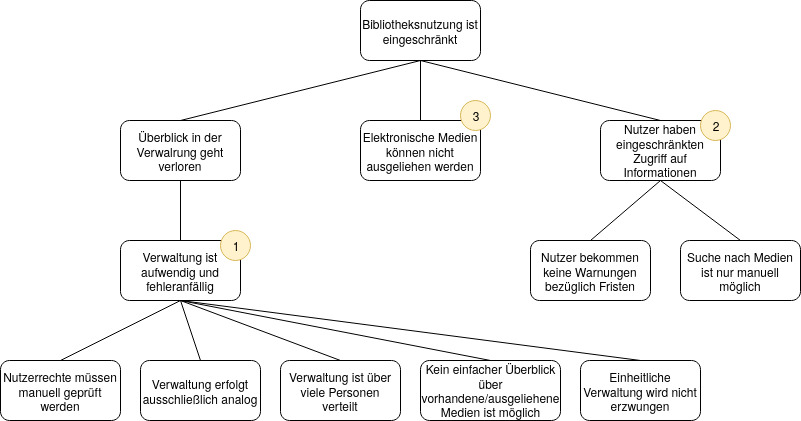 Bibliotheksnutzung ist
eingeschränkt
Überblick in der
Verwalrung geht
verloren
3
Elektronische Medien
können nicht
ausgeliehen werden
2
Nutzer haben
eingeschränkten
Zugriff auf
Informationen
1
Verwaltung ist
aufwendig und
fehleranfällig
Nutzer bekommen
keine Warnungen
bezüglich Fristen
Suche nach Medien
ist nur manuell
möglich
Nutzerrechte müssen
manuell geprüft
werden
Verwaltung erfolgt
ausschließlich analog
Verwaltung ist über
viele Personen
verteilt
Kein einfacher Überblick
über
vorhandene/ausgeliehene
Medien ist möglich
Einheitliche
Verwaltung wird nicht
erzwungen